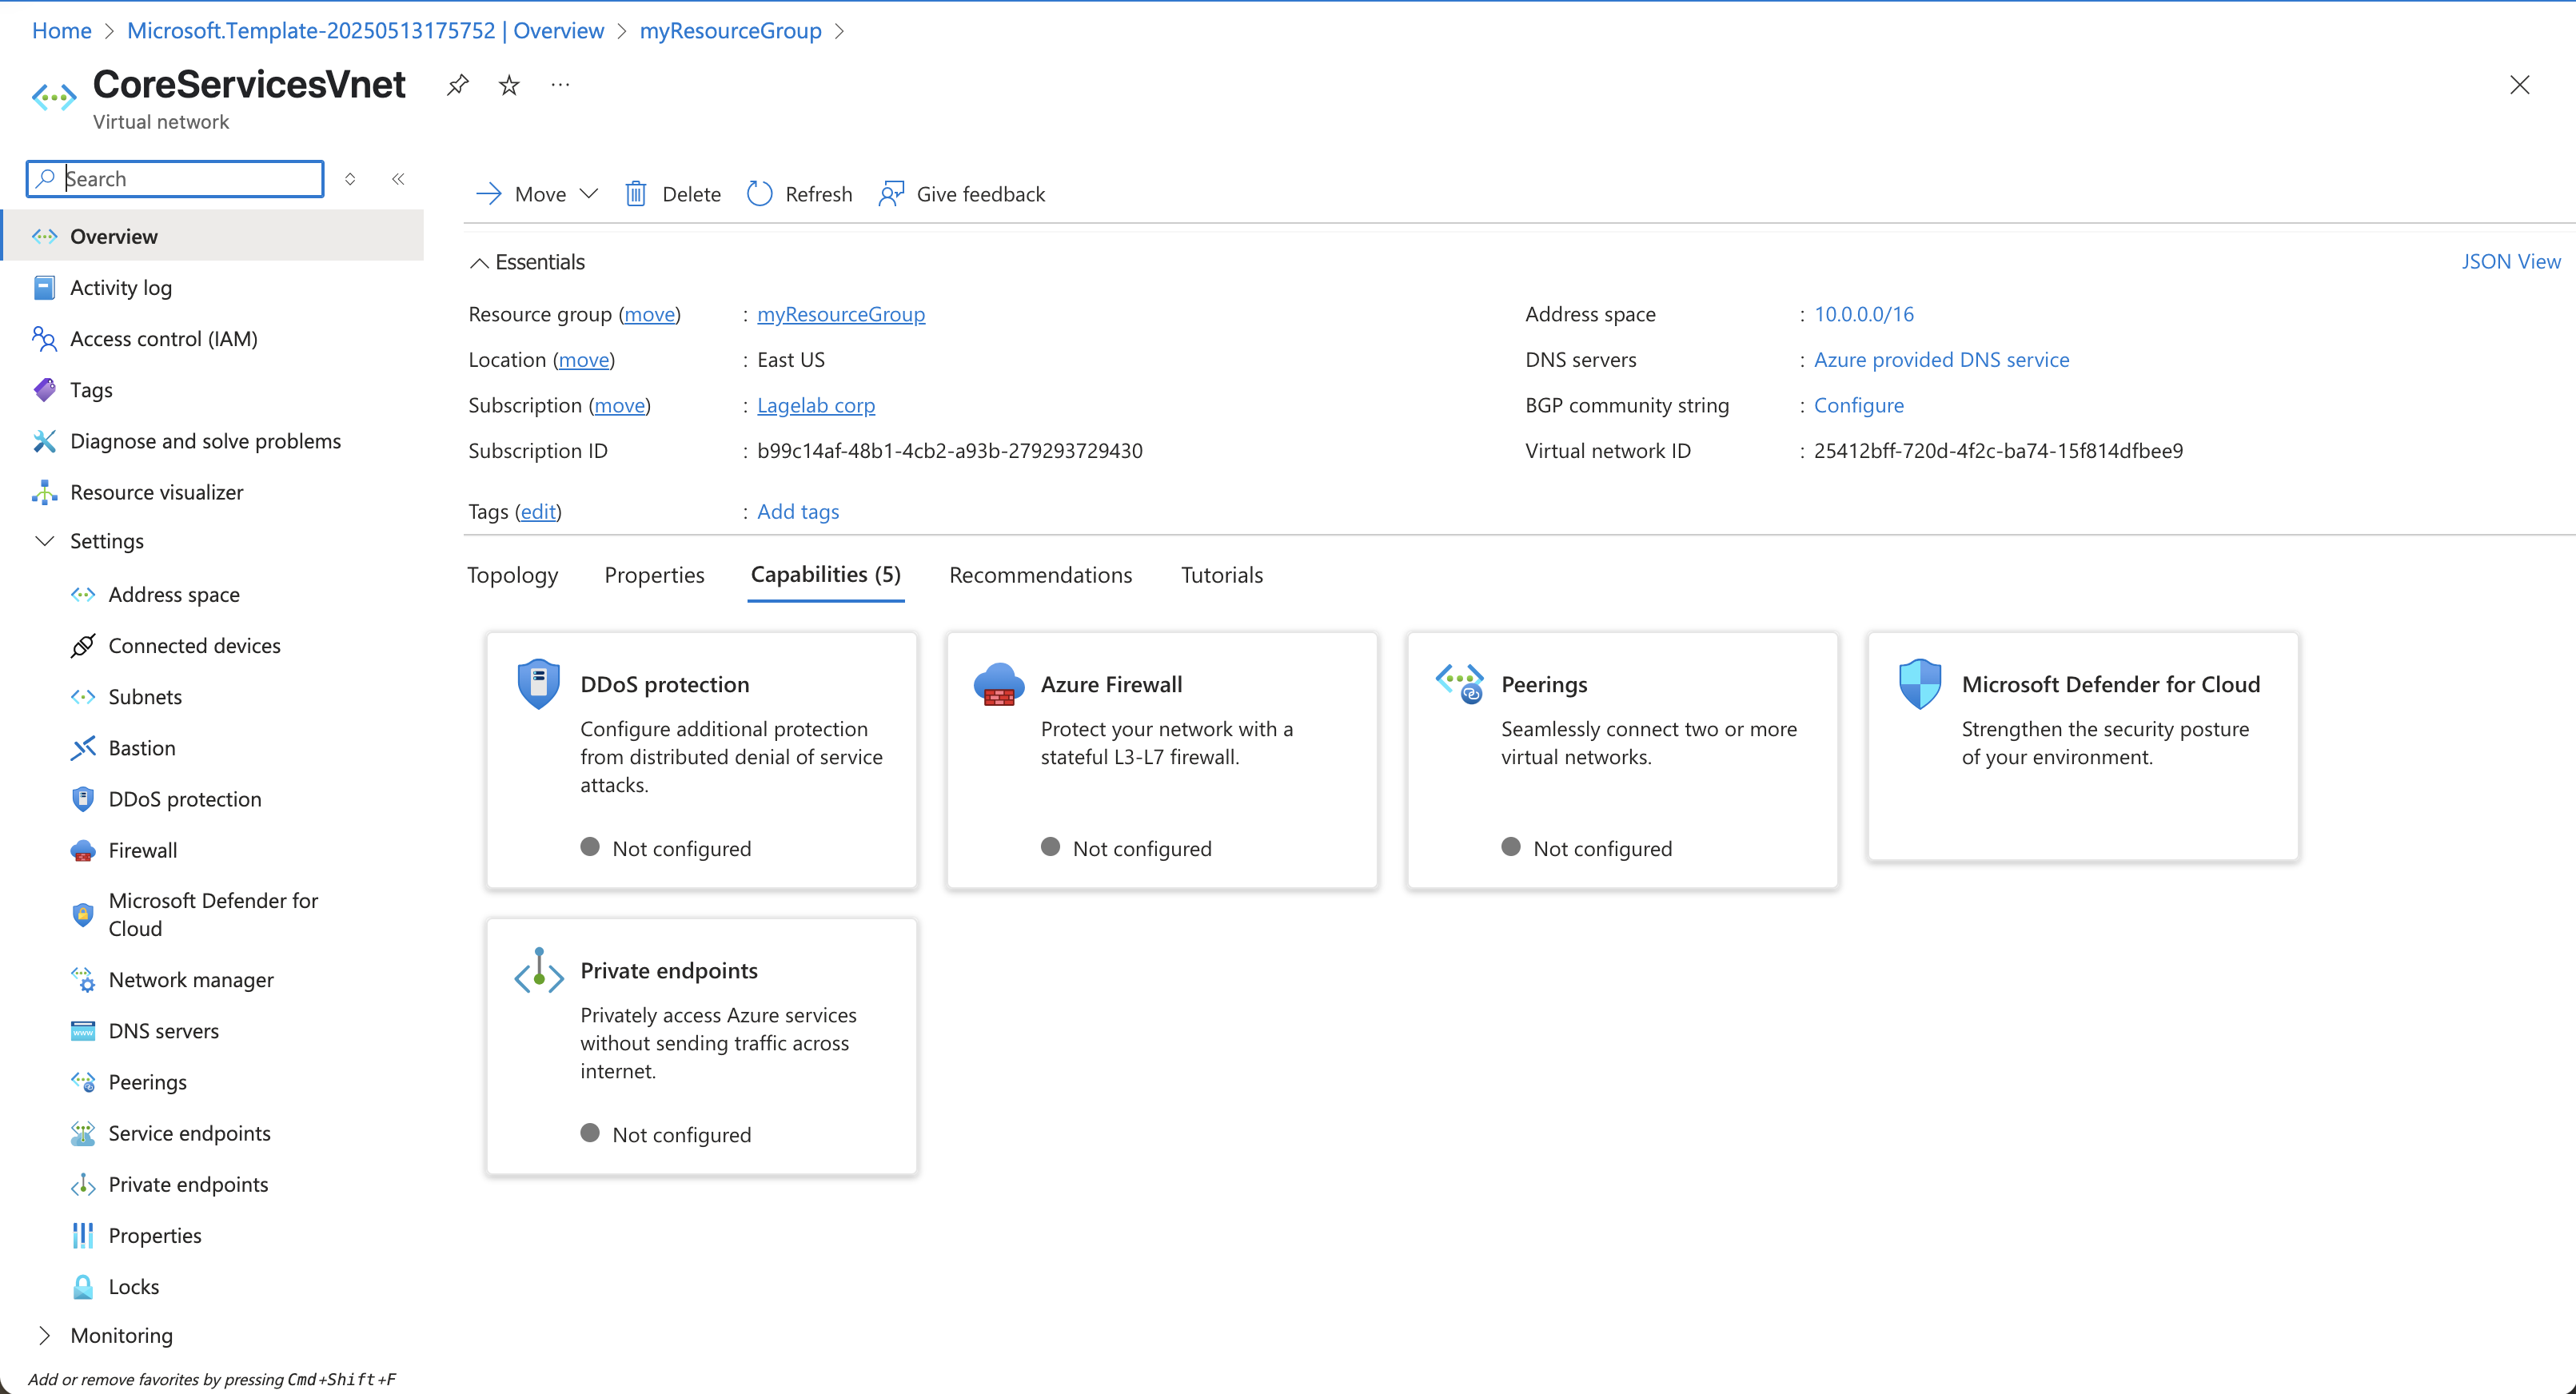 Home > Microsoft.Template-20250513175752 | Overview > myResourceGroup >
CoreServicesVnet
Virtual network
Search
Overview
Activity log
Access control (IAM)
Tags
Diagnose and solve problems
Resource visualizer
Settings
Address space
Connected devices
Subnets
Bastion
DDoS protection
Firewall
Microsoft Defender for
Cloud
Network manager
DNS servers
Peerings
Service endpoints
Private endpoints
Properties
Locks
Monitoring
Add or remove favorites by pressing Cmd+Shift+F
Move Delete Refresh Give feedback
Essentials
JSON View
Resource group (move) : myResourceGroup
Location (move) : East US
Subscription (move) : Lagelab corp
Subscription ID : b99c14af-48b1-4cb2-a93b-279293729430
Address space : 10.0.0.0/16
DNS servers : Azure provided DNS service
BGP community string : Configure
Virtual network ID : 25412bff-720d-4f2c-ba74-15f814dfbee9
Tags (edit) : Add tags
Topology Properties Capabilities (5) Recommendations Tutorials
DDoS protection
Configure additional protection
from distributed denial of service
attacks.
Not configured
Azure Firewall
Protect your network with a
stateful L3-L7 firewall.
Not configured
Peerings
Seamlessly connect two or more
virtual networks.
Not configured
Microsoft Defender for Cloud
Strengthen the security posture
of your environment.
Private endpoints
Privately access Azure services
without sending traffic across
internet.
Not configured